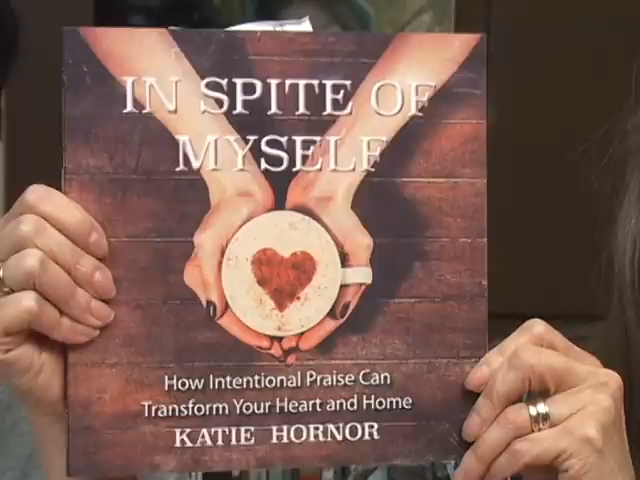 IN SPITE OF
MYSELF
How Intentional Praise Can
Transform Your Heart and Home
KATIE HORNOR